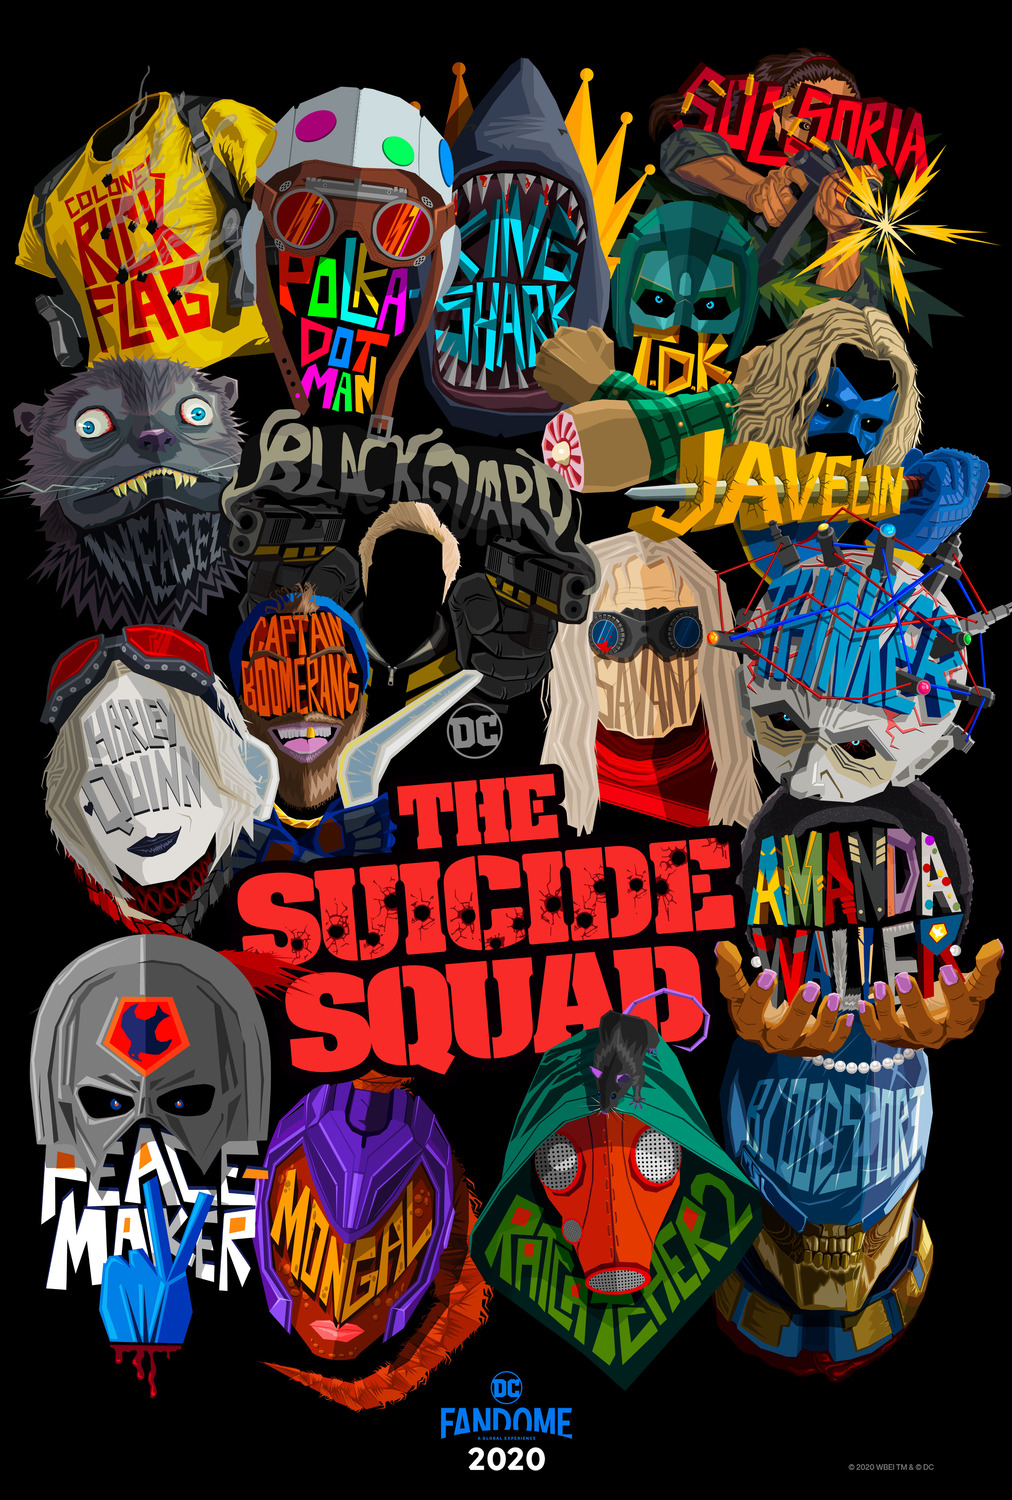 COLONEL
RICK
FLAG
POLKA-
DOT
MAN
KING
SHARK
SOLSORIA
T.D.K.
WEASEL
BLACKGUARD
JAVELIN
CAPTAIN
BOOMERANG
SAVANT
THINKER
HARLEY
QUINN
DC
THE
SUICIDE
SQUAD
AMANDA
WALLER
PEACE-
MAKER
MONGAL
RATCATCHER 2
BLOODSPORT
DC
FANDOME
A GLOBAL EXPERIENCE
2020
© 2020 WBEI TM & © DC